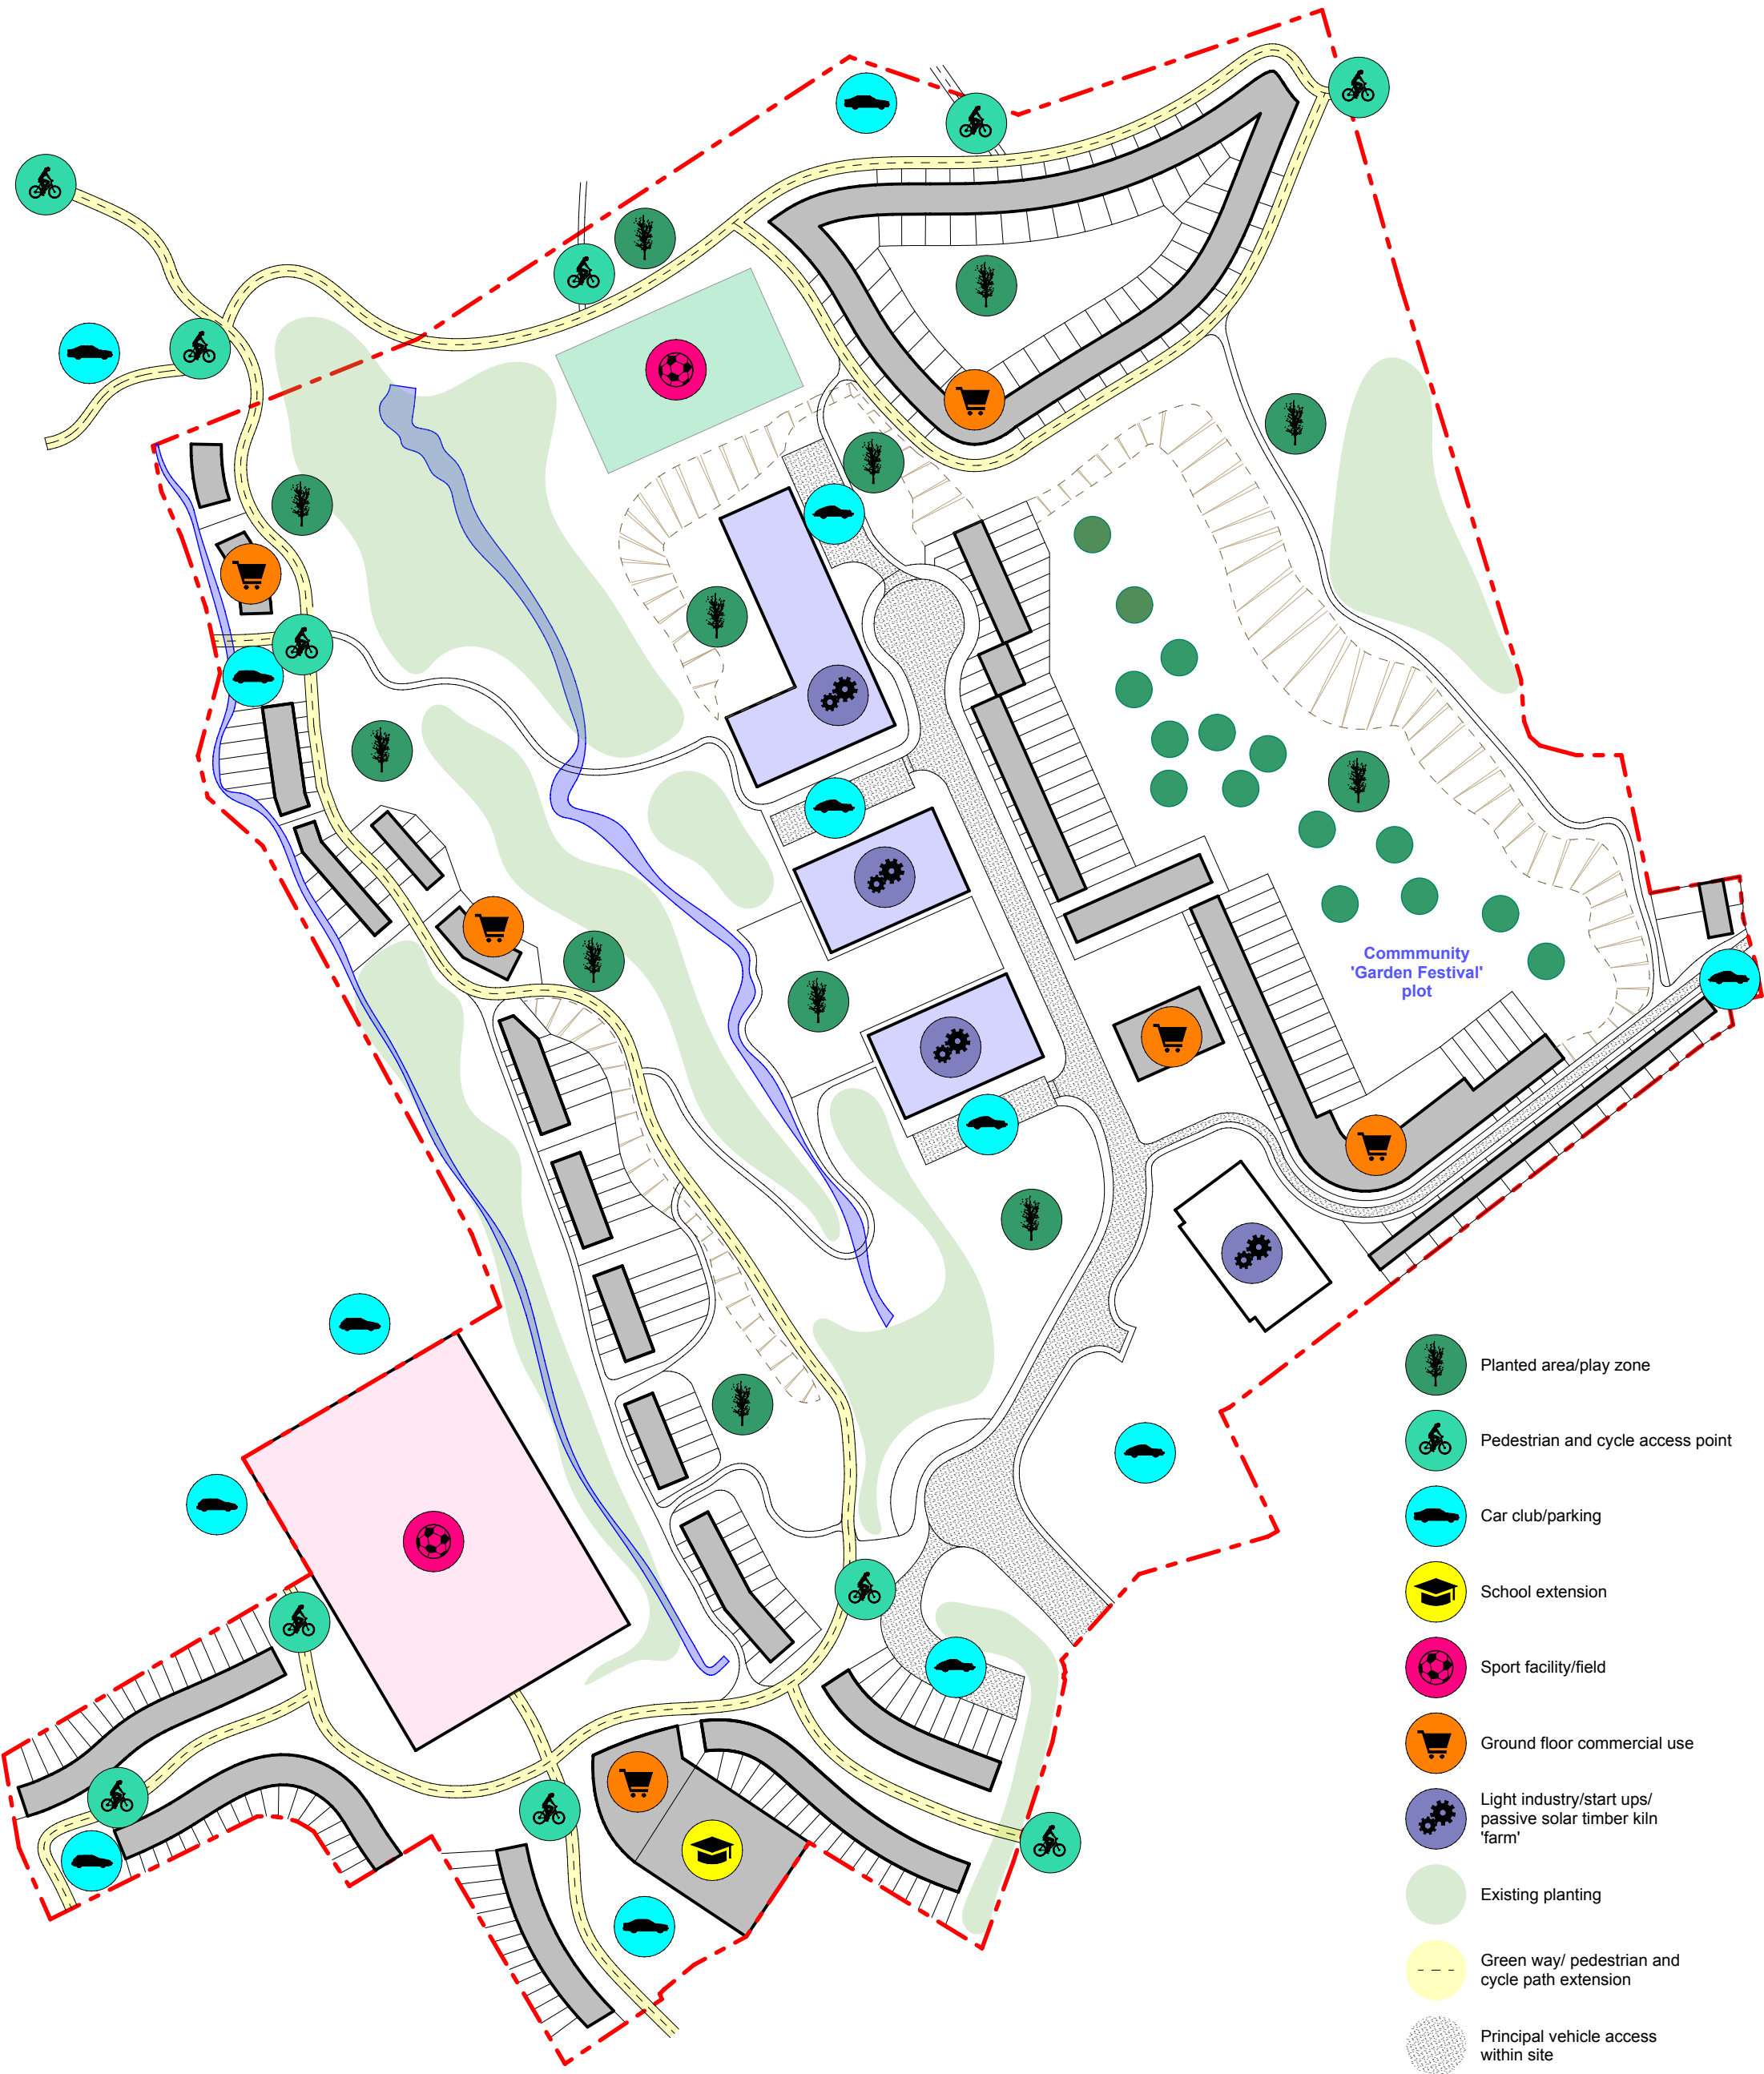 Commmunity
'Garden Festival'
plot
Planted area/play zone
Pedestrian and cycle access point
Car club/parking
School extension
Sport facility/field
Ground floor commercial use
Light industry/start ups/
passive solar timber kiln
'farm'
Existing planting
Green way/ pedestrian and
cycle path extension
Principal vehicle access
within site